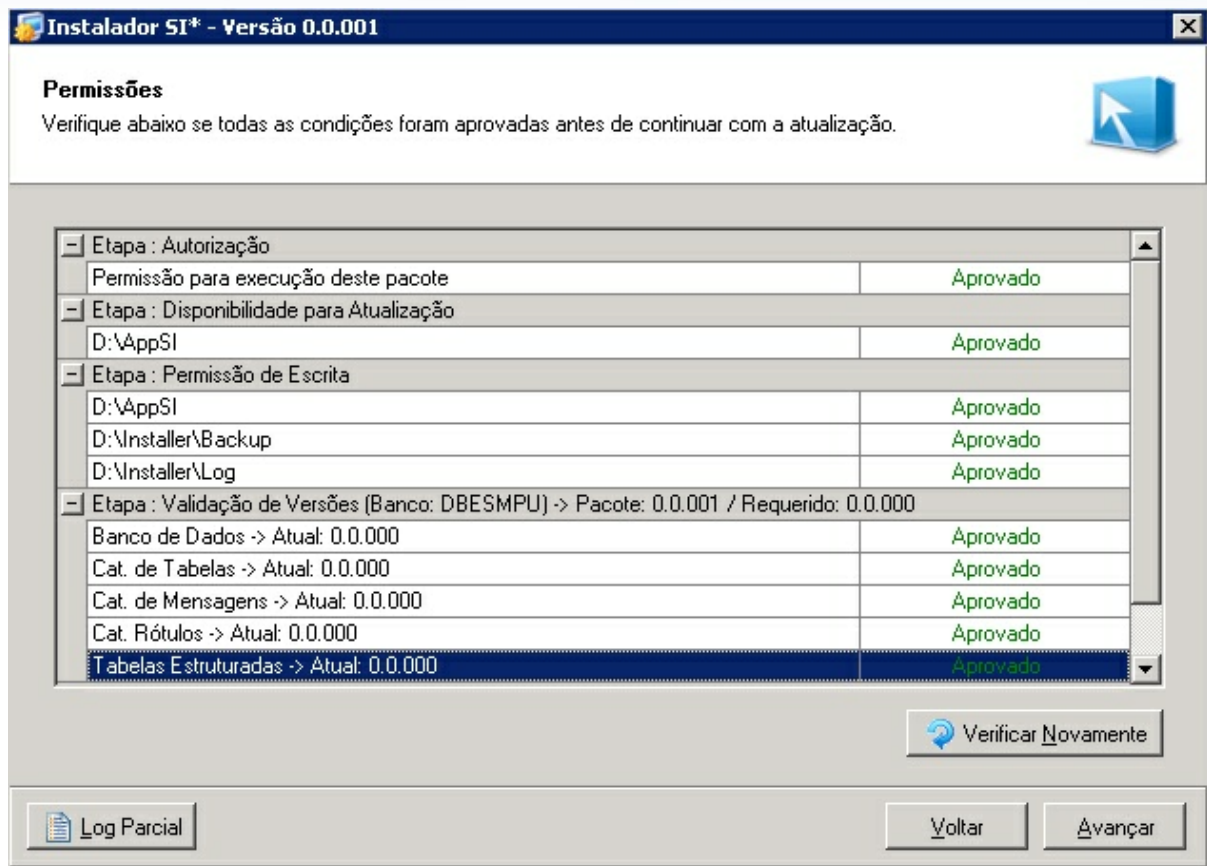 Instalador SI* - Versão 0.0.001
Permissões
Verifique abaixo se todas as condições foram aprovadas antes de continuar com a atualização.
Etapa : Autorização
Permissão para execução deste pacote Aprovado
Etapa : Disponibilidade para Atualização
D:\AppSI Aprovado
Etapa : Permissão de Escrita
D:\AppSI Aprovado
D:\Installer\Backup Aprovado
D:\Installer\Log Aprovado
Etapa : Validação de Versões (Banco: DBESMPU) -> Pacote: 0.0.001 / Requerido: 0.0.000
Banco de Dados -> Atual: 0.0.000 Aprovado
Cat. de Tabelas -> Atual: 0.0.000 Aprovado
Cat. de Mensagens -> Atual: 0.0.000 Aprovado
Cat. Rótulos -> Atual: 0.0.000 Aprovado
Tabelas Estruturadas -> Atual: 0.0.000 Aprovado
Verificar Novamente
Log Parcial Voltar Avançar